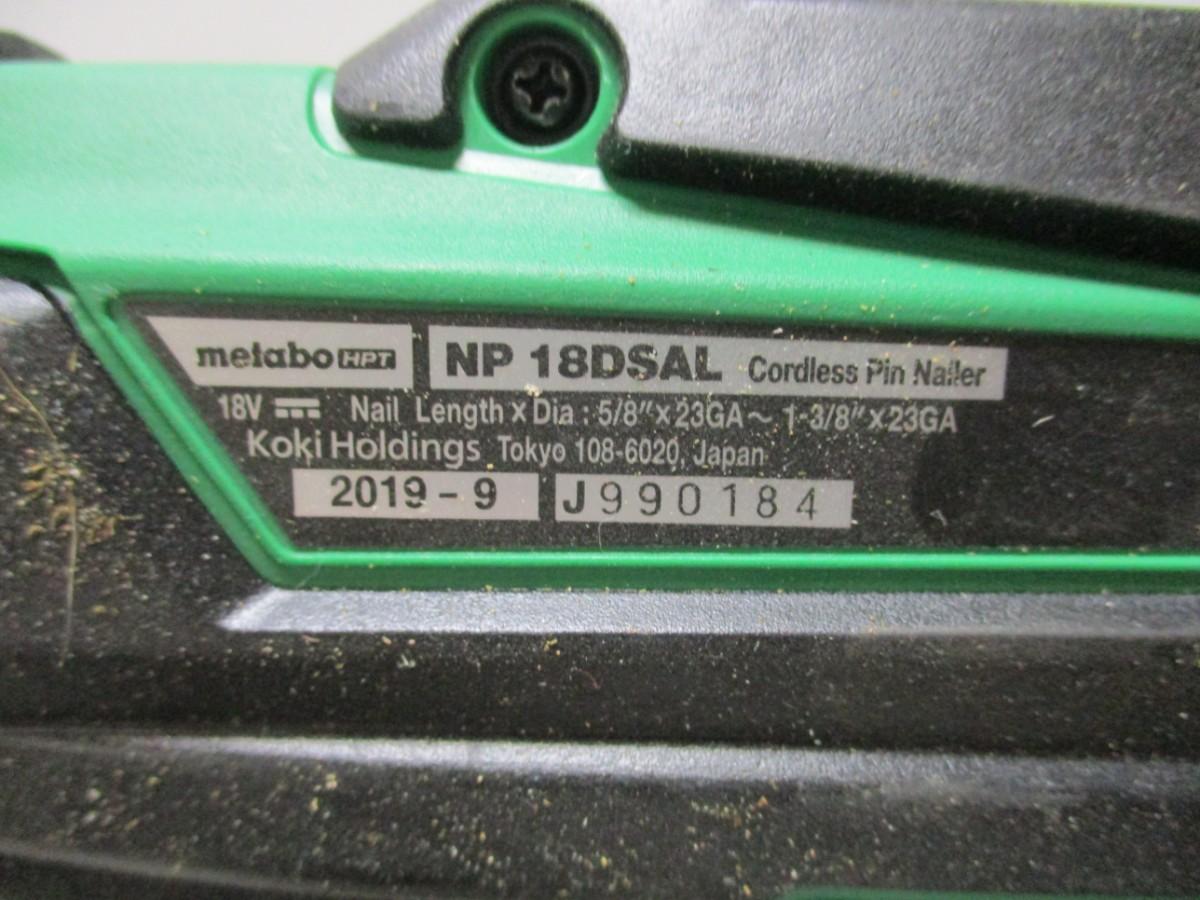 metabo HPT NP 18DSAL Cordless Pin Nailer
18V ⎓ Nail Length x Dia : 5/8"x23GA~ 1-3/8"x23GA
Koki Holdings Tokyo 108-6020, Japan
2019-9 J990184